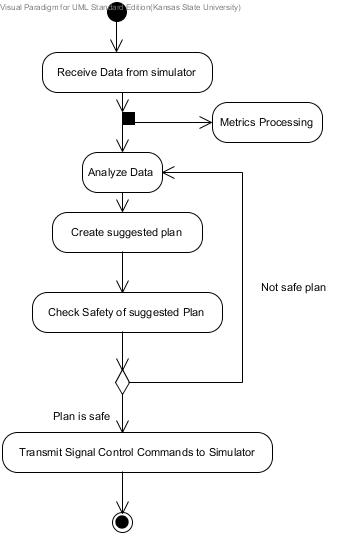 Visual Paradigm for UML Standard Edition(Kansas State University)
Receive Data from simulator
Metrics Processing
Analyze Data
Create suggested plan
Not safe plan
Check Safety of suggested Plan
Plan is safe
Transmit Signal Control Commands to Simulator